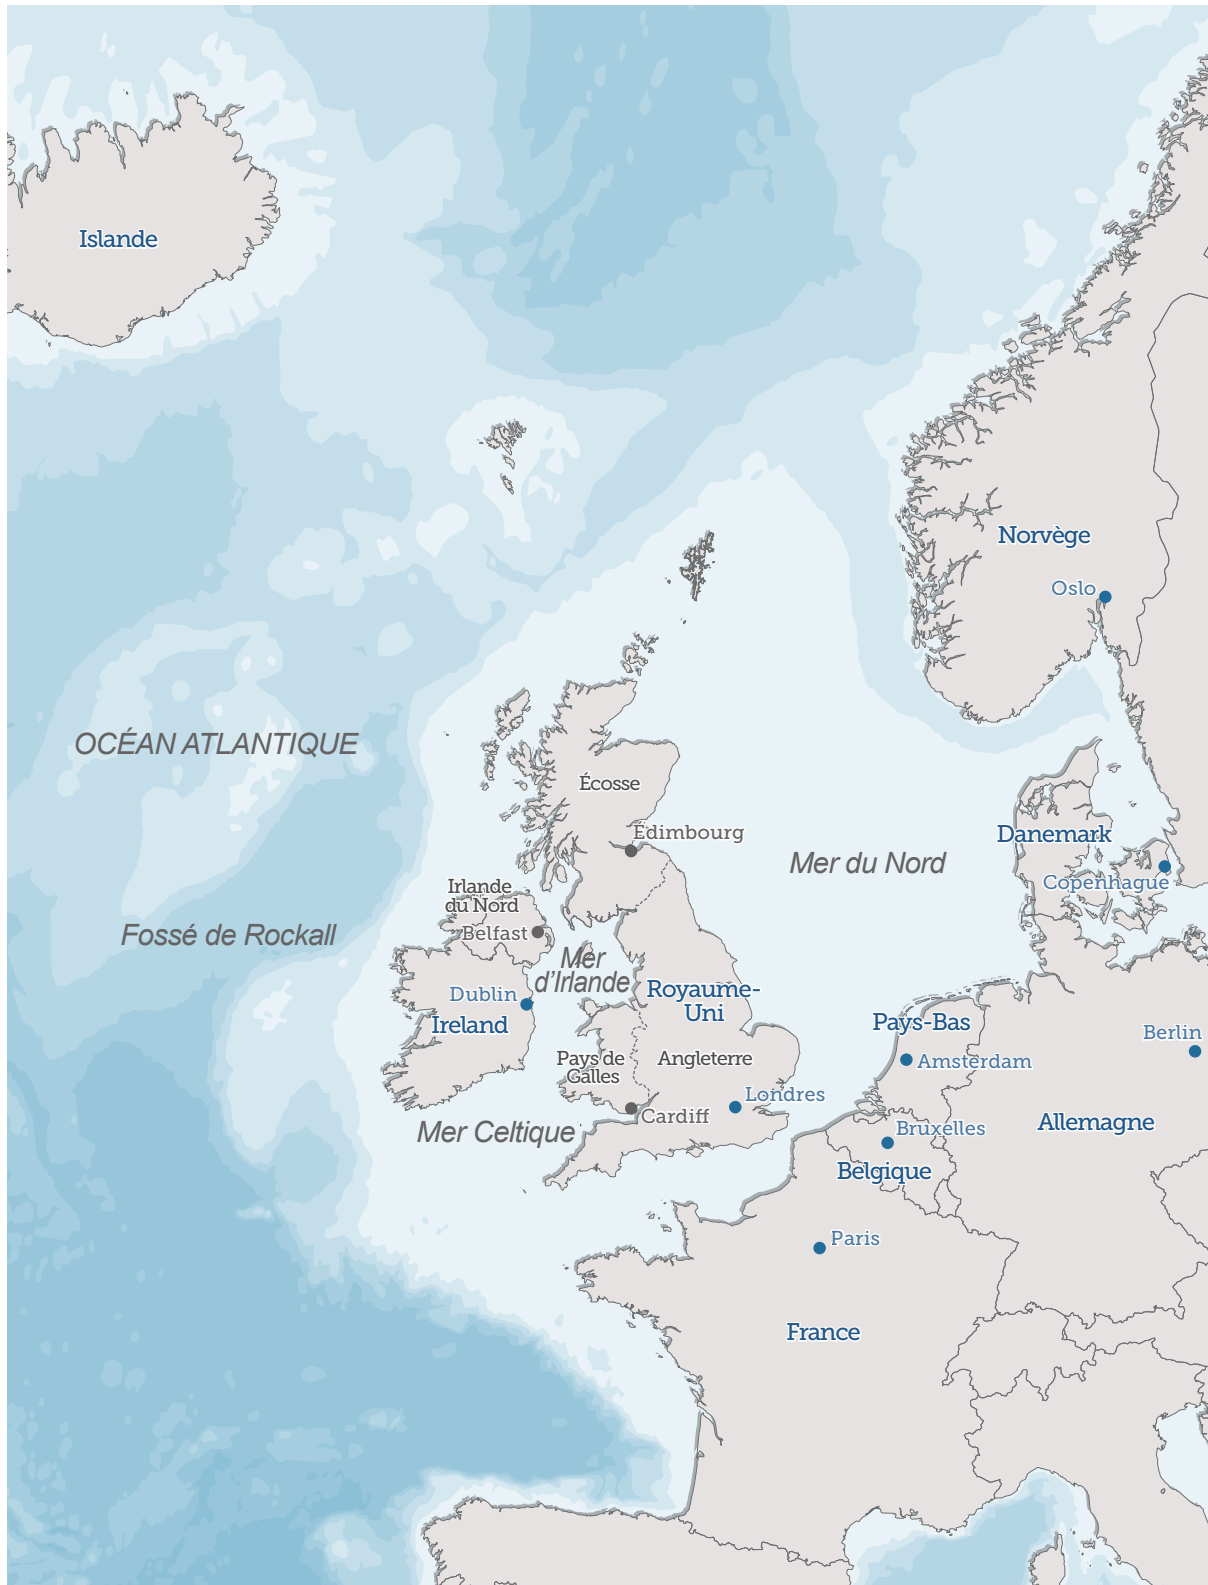 Islande
Norvège
Oslo
OCÉAN ATLANTIQUE
Écosse
Édimbourg
Mer du Nord
Danemark
Copenhague
Irlande
du Nord
Belfast
Fossé de Rockall
Mer
d'Irlande
Dublin
Ireland
Royaume-
Uni
Pays-Bas
Amsterdam
Berlin
Pays de
Galles
Angleterre
Londres
Cardiff
Mer Celtique
Bruxelles
Belgique
Allemagne
Paris
France